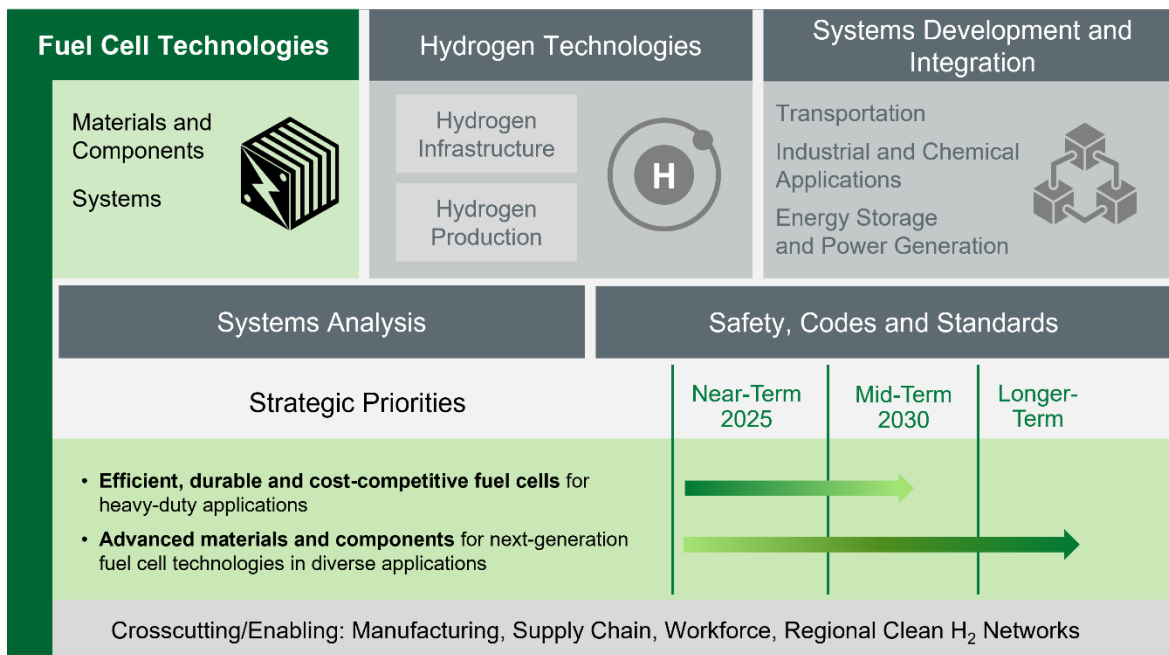 Fuel Cell Technologies
Materials and
Components
Systems
Hydrogen Technologies
Hydrogen
Infrastructure
Hydrogen
Production
H
Systems Development and
Integration
Transportation
Industrial and Chemical
Applications
Energy Storage
and Power Generation
Systems Analysis
Safety, Codes and Standards
Strategic Priorities
Near-Term
2025
Mid-Term
2030
Longer-
Term
• Efficient, durable and cost-competitive fuel cells for
heavy-duty applications
• Advanced materials and components for next-generation
fuel cell technologies in diverse applications
Crosscutting/Enabling: Manufacturing, Supply Chain, Workforce, Regional Clean H₂ Networks